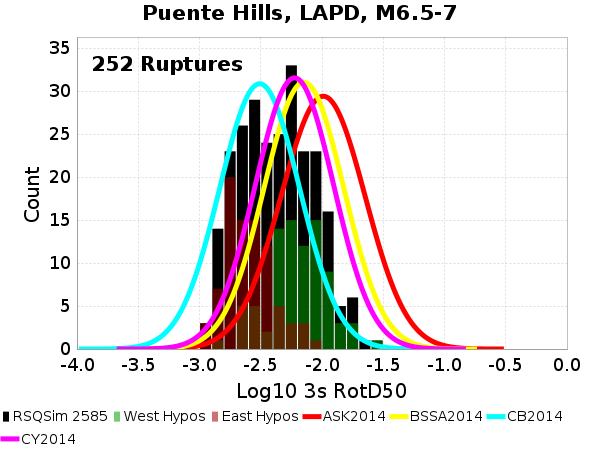 Puente Hills, LAPD, M6.5-7
252 Ruptures
Count
35
30
25
20
15
10
5
0
-4.0 -3.5 -3.0 -2.5 -2.0 -1.5 -1.0 -0.5 0.0
Log10 3s RotD50
RSQSim 2585 West Hypos East Hypos ASK2014 BSSA2014 CB2014
CY2014